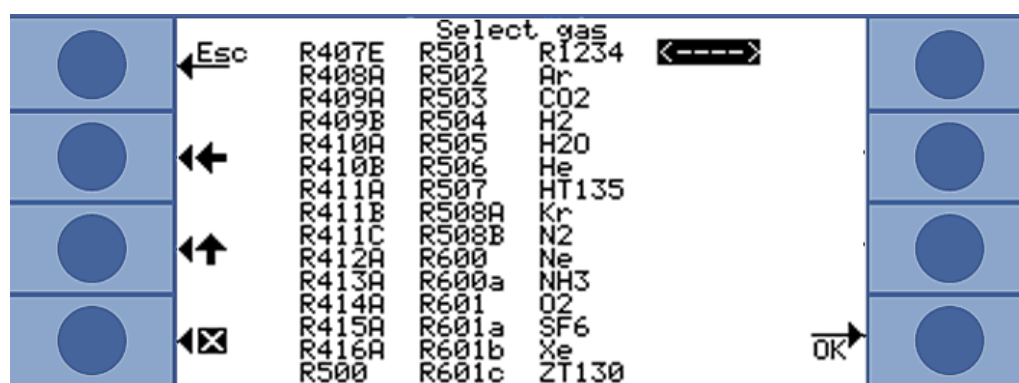 Select gas
Esc R407E R501 R1234 <---->
R408A R502 Ar
R409A R503 CO2
R409B R504 H2
R410A R505 H2O
R410B R506 He
R411A R507 HT135
R411B R508A Kr
R411C R508B N2
R412A R600 Ne
R413A R600a NH3
R414A R601 O2
R415A R601a SF6
R416A R601b Xe OK
R500 R601c ZT130